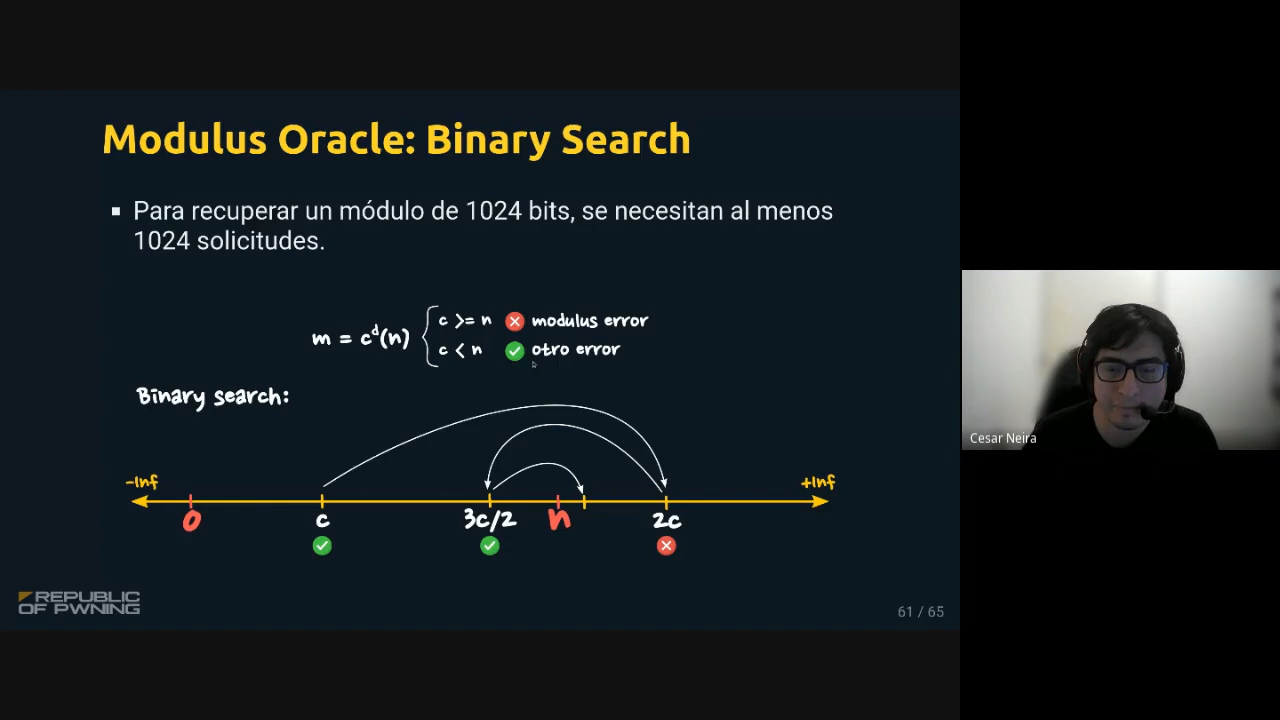 Modulus Oracle: Binary Search
▪ Para recuperar un módulo de 1024 bits, se necesitan al menos
1024 solicitudes.
m = c^d(n)
c >= n ❌ modulus error
c < n ✅ otro error
Binary search:
-Inf
+Inf
0
c
3c/2
n
2c
REPUBLIC
OF PWNING
61 / 65
Cesar Neira